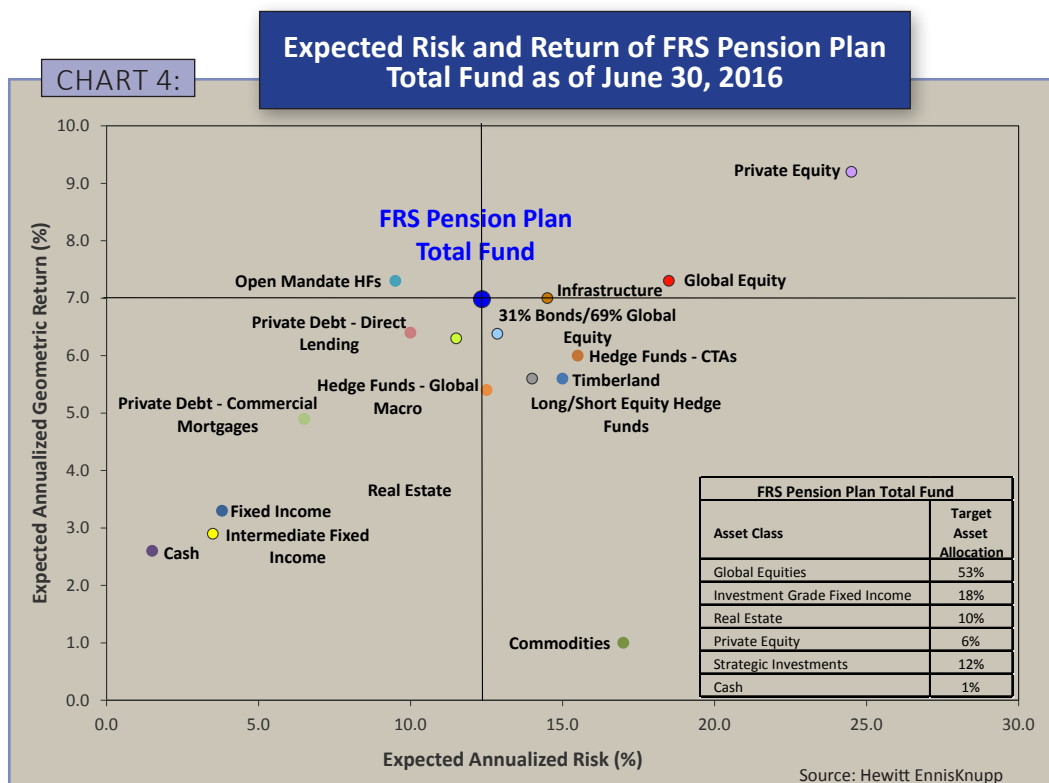 CHART 4:
Expected Risk and Return of FRS Pension Plan
Total Fund as of June 30, 2016
Expected Annualized Geometric Return (%)
10.0
9.0
8.0
7.0
6.0
5.0
4.0
3.0
2.0
1.0
0.0
Private Equity
FRS Pension Plan
Total Fund
Open Mandate HFs
Global Equity
Infrastructure
31% Bonds/69% Global
Equity
Private Debt - Direct
Lending
Hedge Funds - CTAs
Timberland
Hedge Funds - Global
Macro
Long/Short Equity Hedge
Funds
Private Debt - Commercial
Mortgages
Real Estate
Fixed Income
Intermediate Fixed
Income
Cash
Commodities
FRS Pension Plan Total Fund
Asset Class
Target
Asset
Allocation
Global Equities 53%
Investment Grade Fixed Income 18%
Real Estate 10%
Private Equity 6%
Strategic Investments 12%
Cash 1%
0.0 5.0 10.0 15.0 20.0 25.0 30.0
Expected Annualized Risk (%)
Source: Hewitt EnnisKnupp